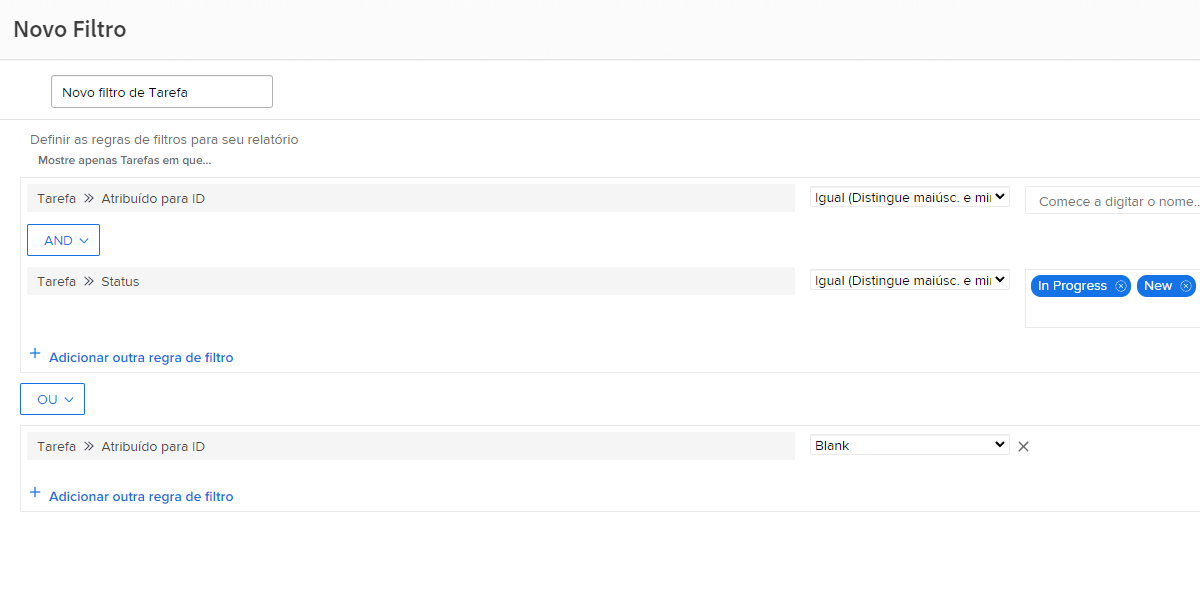 Novo Filtro
Novo filtro de Tarefa
Definir as regras de filtros para seu relatório
Mostre apenas Tarefas em que...
Tarefa » Atribuído para ID Igual (Distingue maiúsc. e mi Comece a digitar o nome..
AND
Tarefa » Status Igual (Distingue maiúsc. e mi In Progress New
+ Adicionar outra regra de filtro
OU
Tarefa » Atribuído para ID Blank
+ Adicionar outra regra de filtro